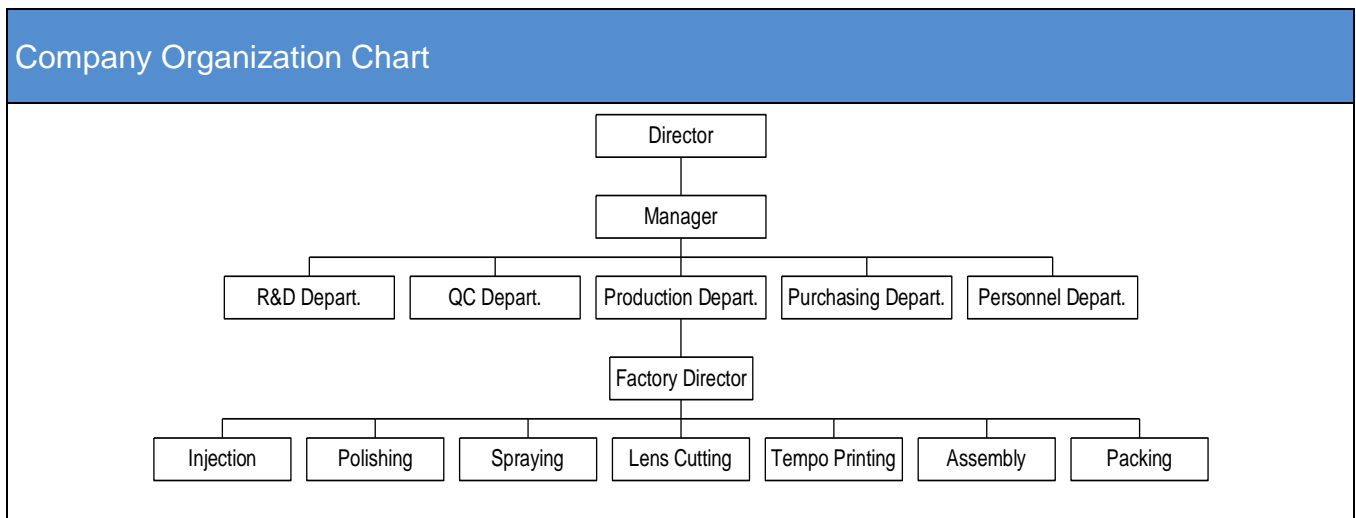 Company Organization Chart
Director
Manager
R&D Depart.
QC Depart.
Production Depart.
Purchasing Depart.
Personnel Depart.
Factory Director
Injection
Polishing
Spraying
Lens Cutting
Tempo Printing
Assembly
Packing